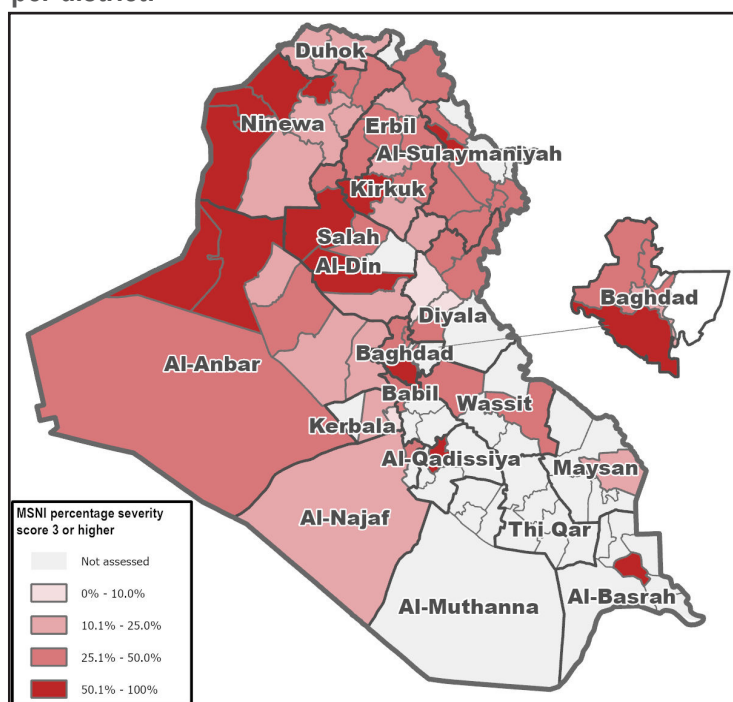 Duhok
Ninewa
Erbil
Al-Sulaymaniyah
Kirkuk
Salah
Al-Din
Diyala
Baghdad
Baghdad
Al-Anbar
Babil
Wassit
Kerbala
Al-Qadissiya
Maysan
Al-Najaf
Thi Qar
Al-Muthanna
Al-Basrah
MSNI percentage severity
score 3 or higher
Not assessed
0% - 10.0%
10.1% - 25.0%
25.1% - 50.0%
50.1% - 100%